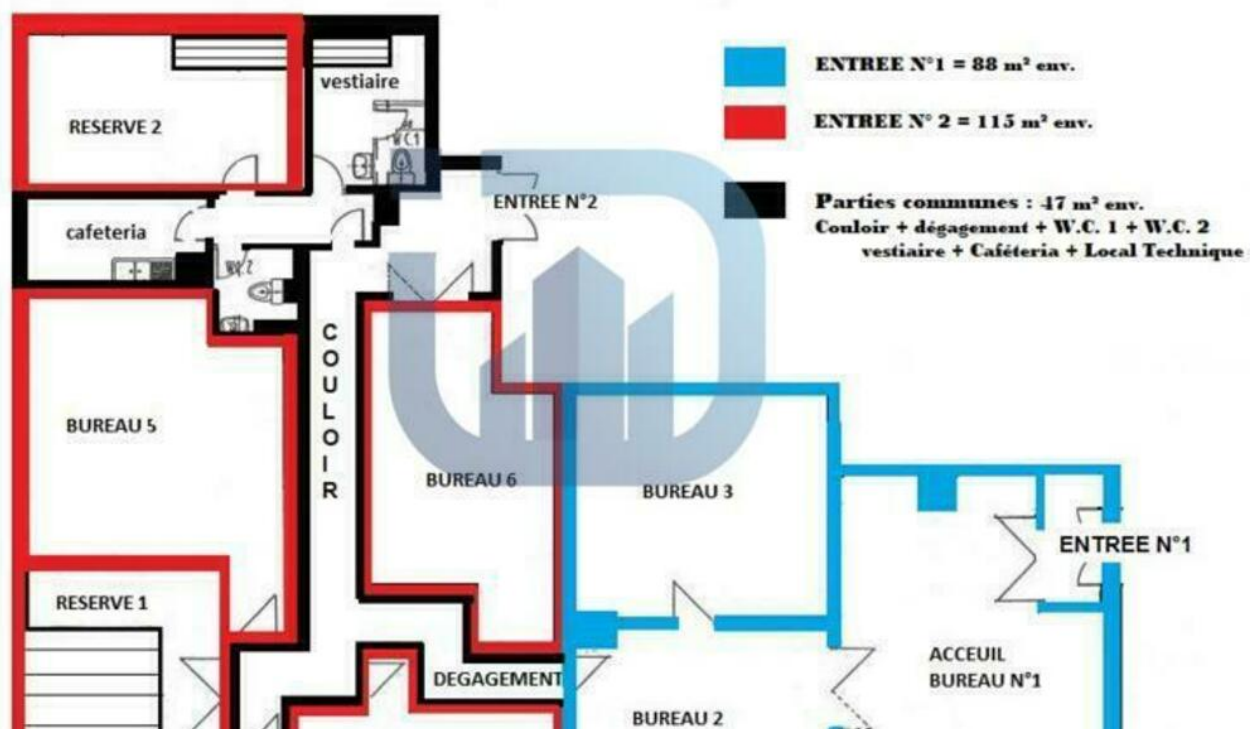 ENTREE N°1 = 88 m² env.
ENTREE N° 2 = 115 m² env.
Parties communes : 47 m² env.
Couloir + dégagement + W.C. 1 + W.C. 2
vestiaire + Caféteria + Local Technique
vestiaire
RESERVE 2
W.C.1
ENTREE N°2
cafeteria
W.C.2
COULOIR
BUREAU 5
BUREAU 6
BUREAU 3
ENTREE N°1
RESERVE 1
ACCEUIL
BUREAU N°1
DEGAGEMENT
BUREAU 2